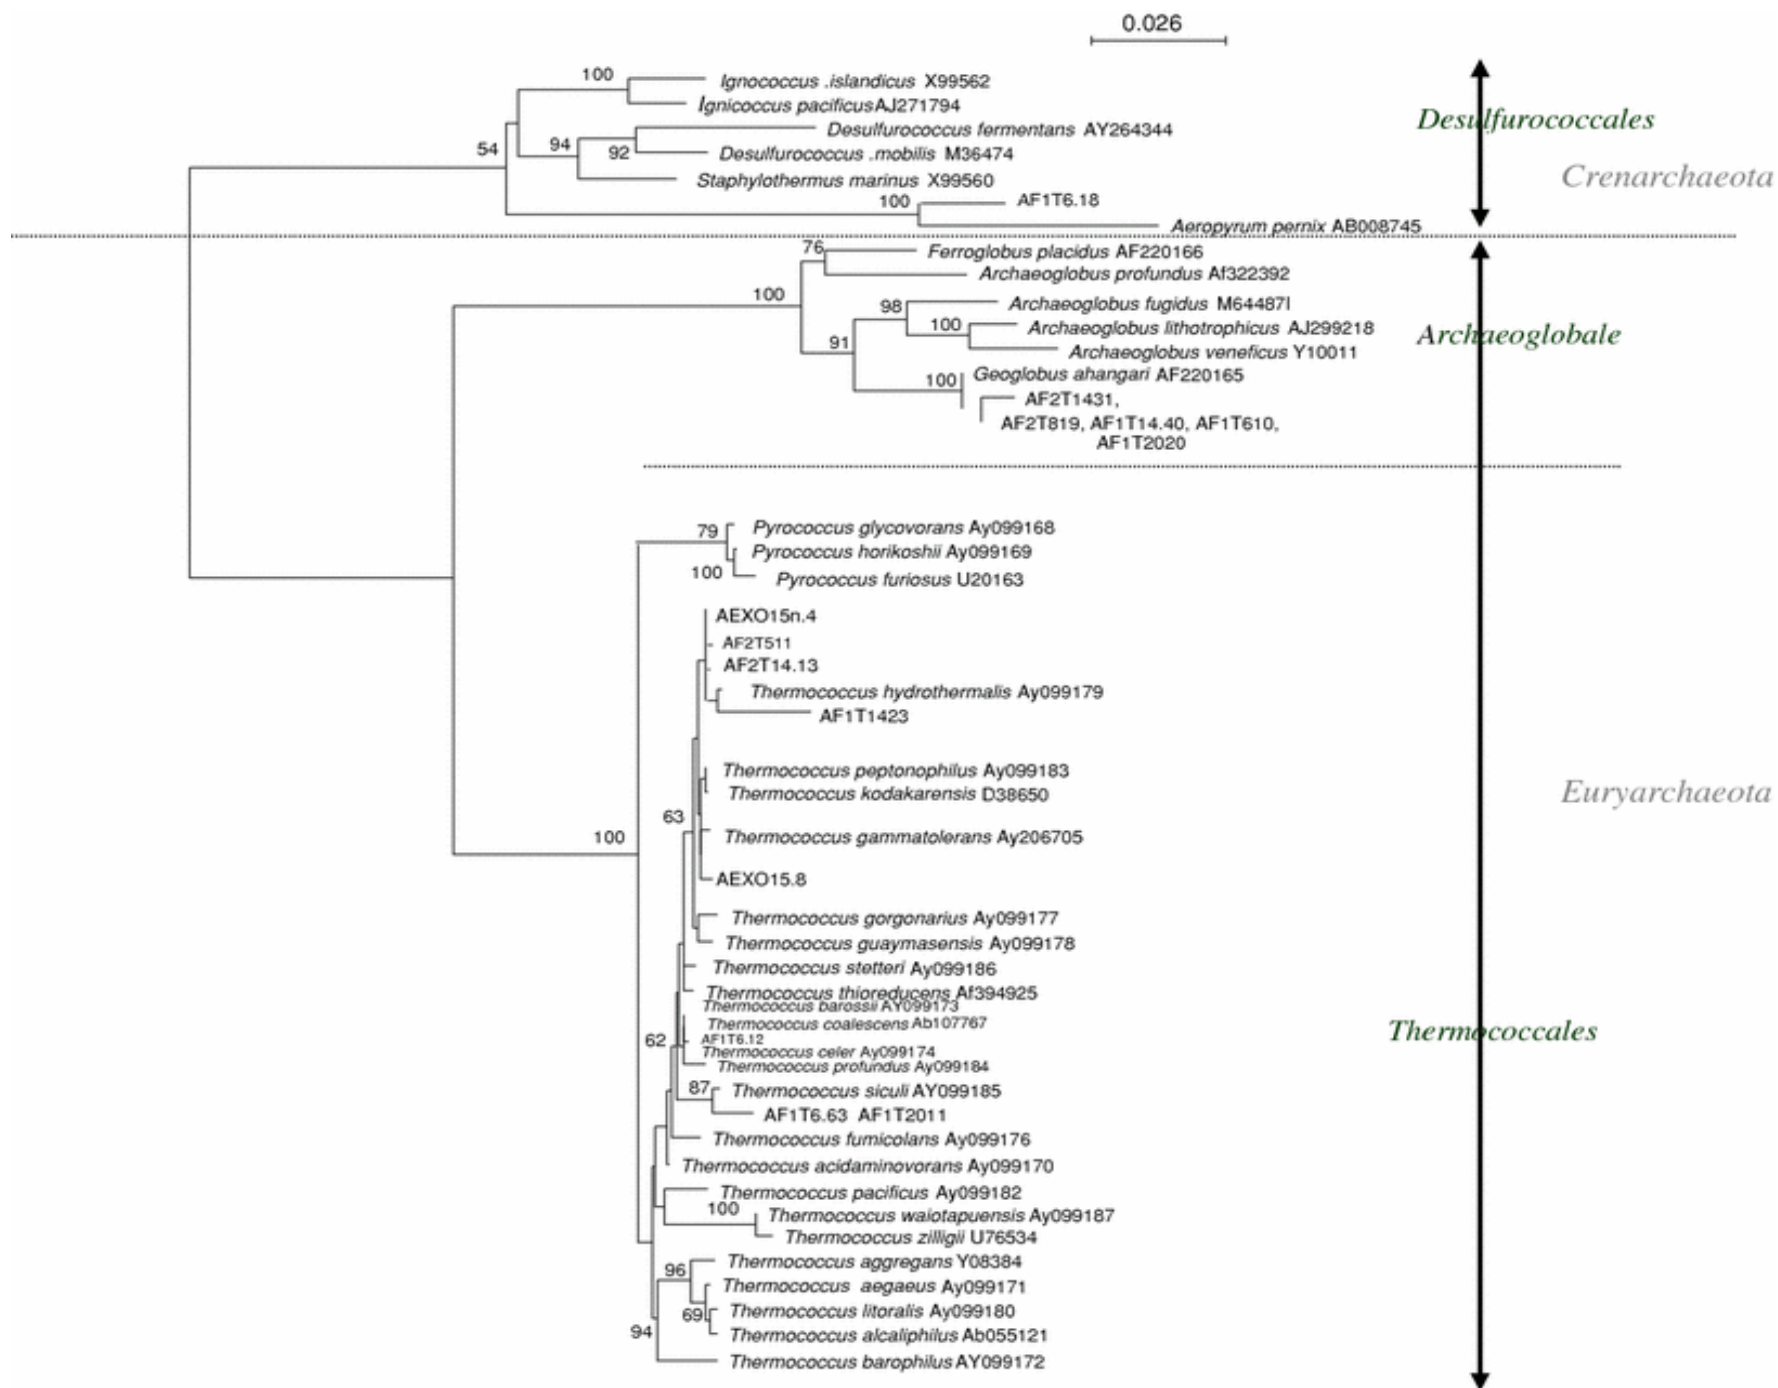 0.026
100
Ignococcus .islandicus X99562
Ignicoccus pacificusAJ271794
Desulfurococcus fermentans AY264344
Desulfurococcales
54
94
92
Desulfurococcus .mobilis M36474
Staphylothermus marinus X99560
Crenarchaeota
100
AF1T6.18
Aeropyrum pernix AB008745
76
Ferroglobus placidus AF220166
Archaeoglobus profundus Af322392
100
98
Archaeoglobus fugidus M64487I
100
Archaeoglobus lithotrophicus AJ299218
Archaeoglobale
91
Archaeoglobus veneficus Y10011
100
Geoglobus ahangari AF220165
AF2T1431,
AF2T819, AF1T14.40, AF1T610,
AF1T2020
79
Pyrococcus glycovorans Ay099168
Pyrococcus horikoshii Ay099169
100
Pyrococcus furiosus U20163
AEXO15n.4
AF2T511
AF2T14.13
Thermococcus hydrothermalis Ay099179
AF1T1423
Thermococcus peptonophilus Ay099183
Thermococcus kodakarensis D38650
Euryarchaeota
63
100
Thermococcus gammatolerans Ay206705
AEXO15.8
Thermococcus gorgonarius Ay099177
Thermococcus guaymasensis Ay099178
Thermococcus stetteri Ay099186
Thermococcus thioreducens Af394925
Thermococcus barossii AY099173
Thermococcus coalescens Ab107767
Thermococcales
62
AF1T6.12
Thermococcus celer Ay099174
Thermococcus profundus Ay099184
87
Thermococcus siculi AY099185
AF1T6.63 AF1T2011
Thermococcus fumicolans Ay099176
Thermococcus acidaminovorans Ay099170
Thermococcus pacificus Ay099182
100
Thermococcus waiotapuensis Ay099187
Thermococcus zilligii U76534
Thermococcus aggregans Y08384
96
Thermococcus aegaeus Ay099171
69
Thermococcus litoralis Ay099180
94
Thermococcus alcaliphilus Ab055121
Thermococcus barophilus AY099172